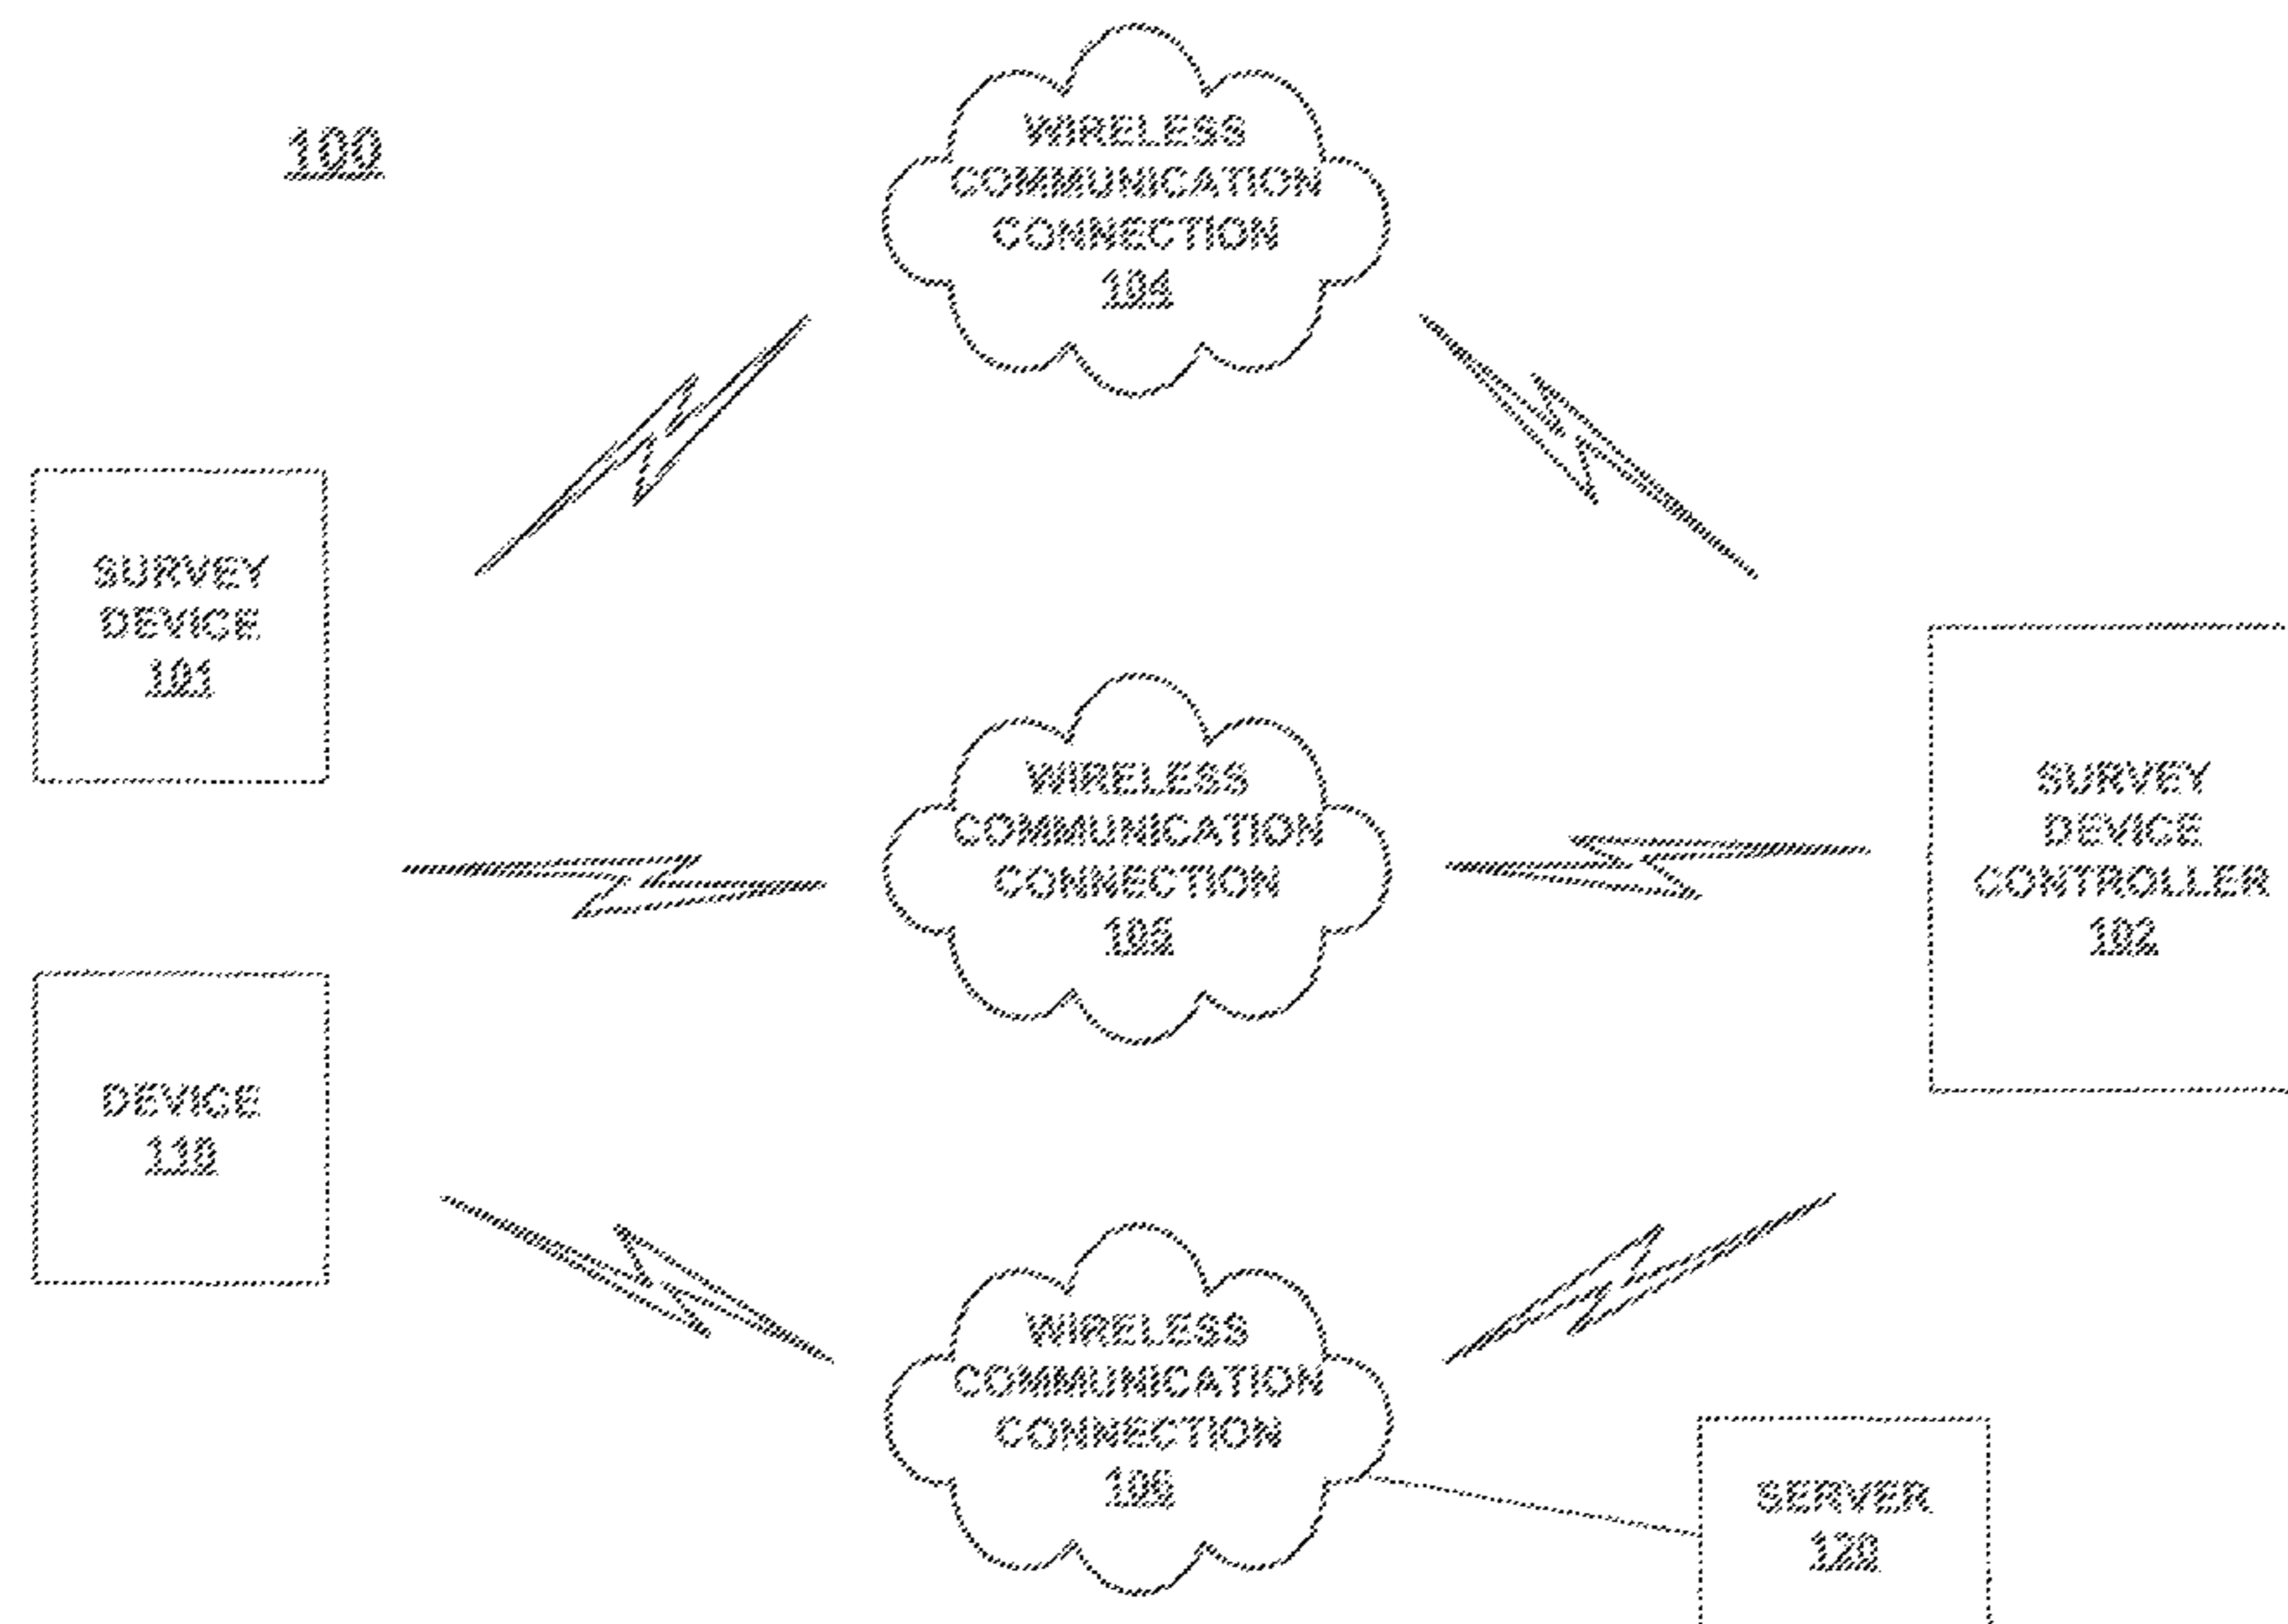 100
WIRELESS
COMMUNICATION
CONNECTION
104
SURVEY
DEVICE
101
WIRELESS
COMMUNICATION
CONNECTION
105
SURVEY
DEVICE
CONTROLLER
102
DEVICE
110
WIRELESS
COMMUNICATION
CONNECTION
106
SERVER
120